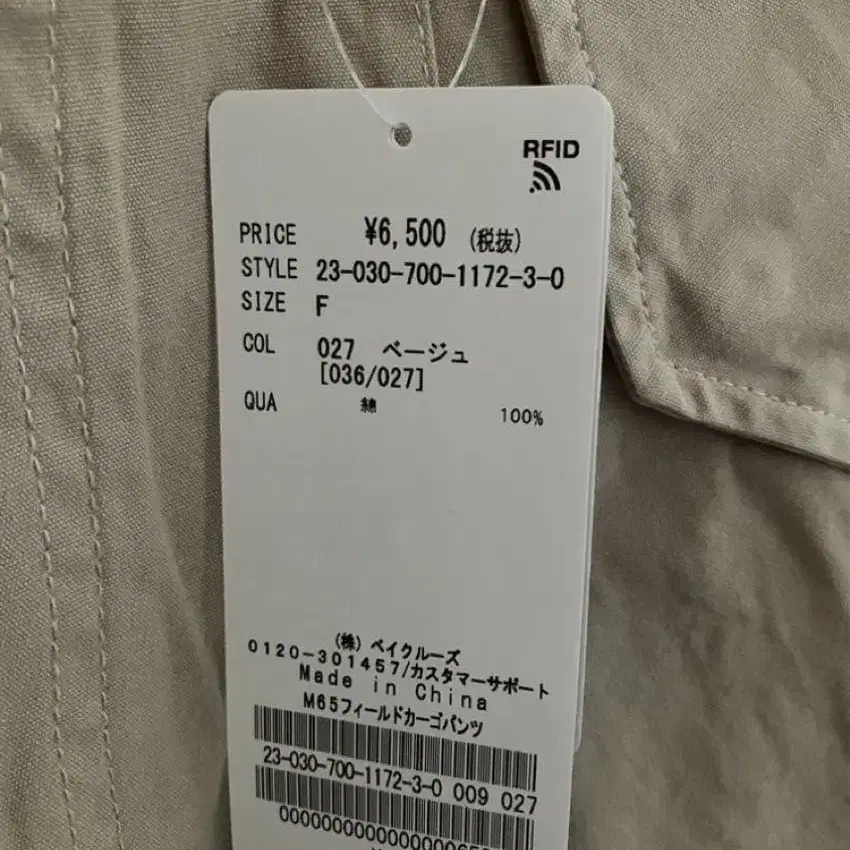 RFID
PRICE ¥6,500 (税抜)
STYLE 23-030-700-1172-3-0
SIZE F
COL 027 ベージュ
[036/027]
QUA 綿 100%
(株) ベイクルーズ
0120-301457/カスタマーサポート
Made in China
M65フィールドカーゴパンツ
23-030-700-1172-3-0 009 027